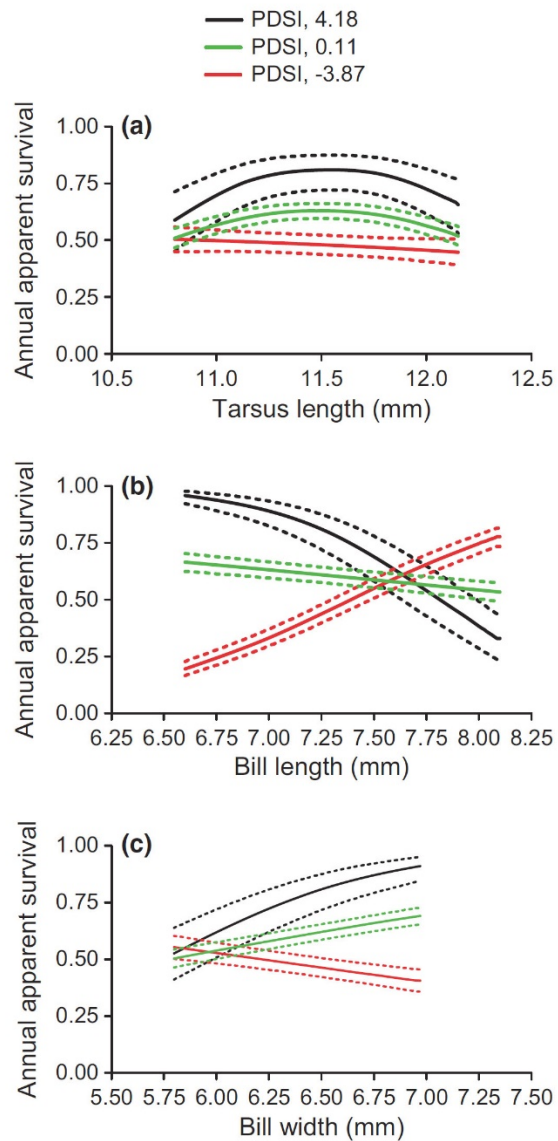 PDSI, 4.18
PDSI, 0.11
PDSI, -3.87
(a)
Annual apparent survival
1.00
0.75
0.50
0.25
0.00
10.5 11.0 11.5 12.0 12.5
Tarsus length (mm)
(b)
Annual apparent survival
1.00
0.75
0.50
0.25
0.00
6.25 6.50 6.75 7.00 7.25 7.50 7.75 8.00 8.25
Bill length (mm)
(c)
Annual apparent survival
1.00
0.75
0.50
0.25
0.00
5.50 5.75 6.00 6.25 6.50 6.75 7.00 7.25 7.50
Bill width (mm)